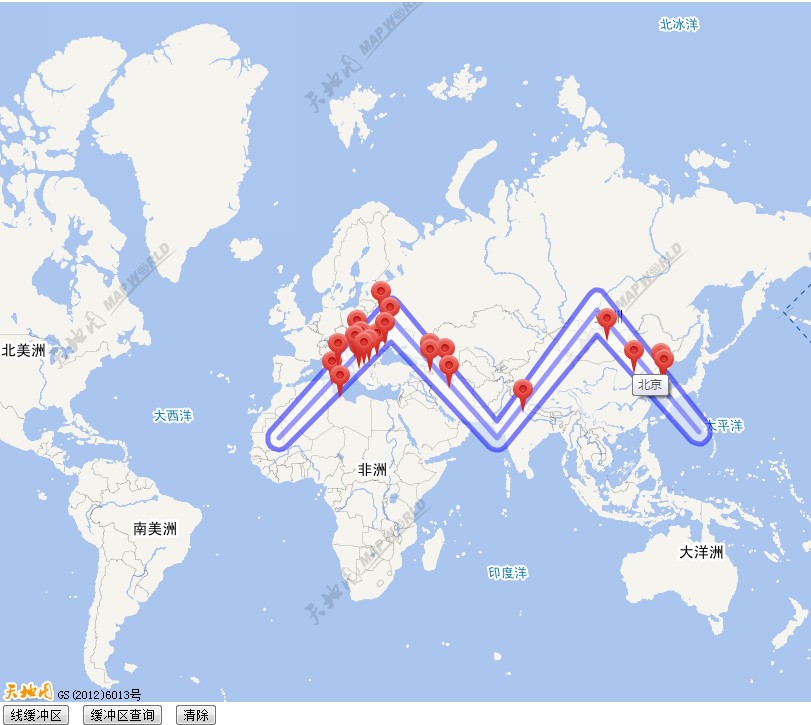 北冰洋
天地图 MAP WORLD
天地图 MAP WORLD
天地图 MAP WORLD
北美洲
洲
北京
大西洋
太平洋
非洲
南美洲
大洋洲
印度洋
天地图 MAP WORLD
天地图 GS(2012)6013号
线缓冲区 缓冲区查询 清除